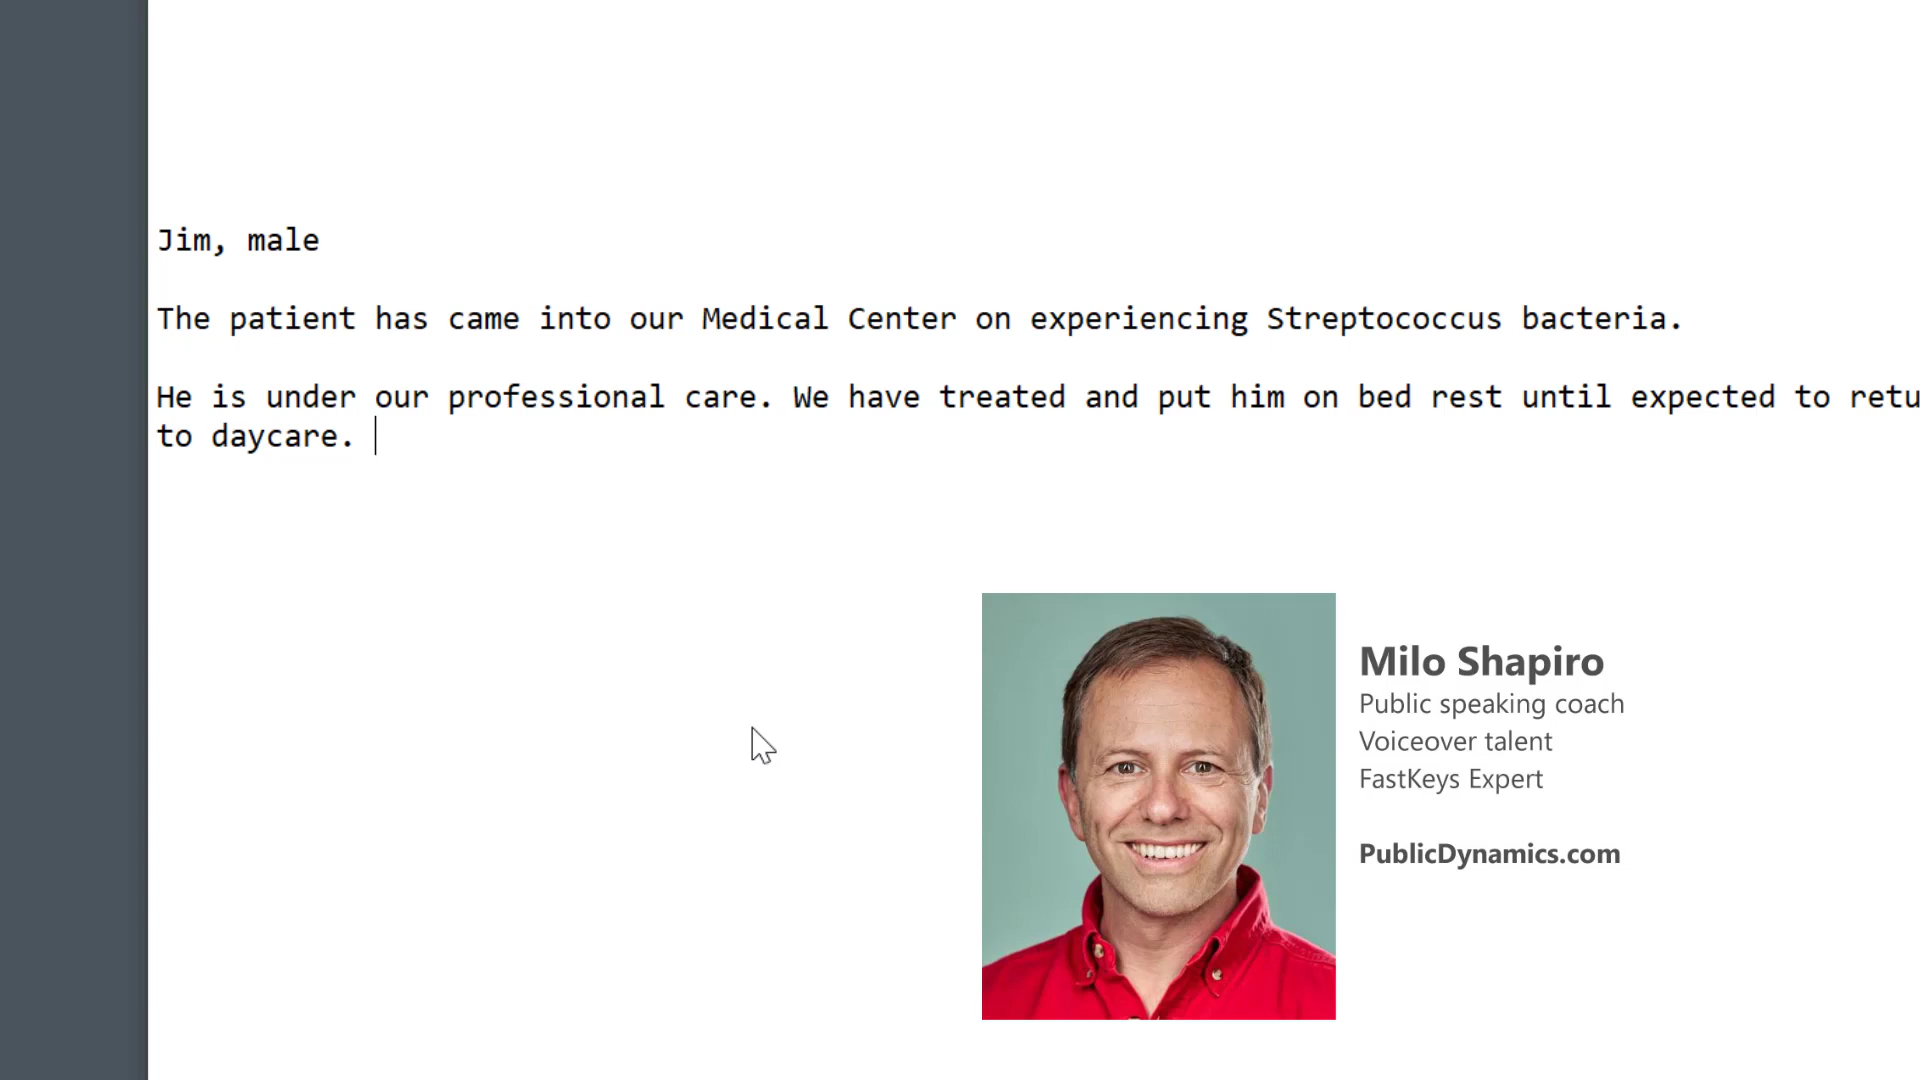 Jim, male
The patient has came into our Medical Center on experiencing Streptococcus bacteria.
He is under our professional care. We have treated and put him on bed rest until expected to retu
to daycare.
Milo Shapiro
Public speaking coach
Voiceover talent
FastKeys Expert
PublicDynamics.com